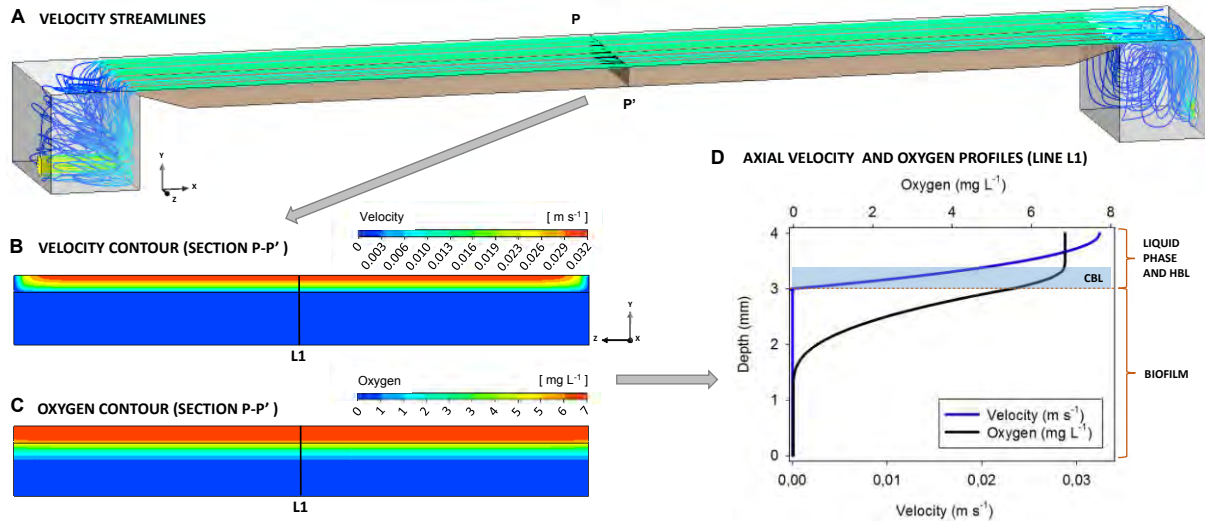 A VELOCITY STREAMLINES
P
P'
Y
X
Z
B VELOCITY CONTOUR (SECTION P-P' )
Velocity [ m s-1 ]
0 0.003 0.006 0.010 0.013 0.016 0.019 0.023 0.026 0.029 0.032
L1
Y
Z X
C OXYGEN CONTOUR (SECTION P-P' )
Oxygen [ mg L-1 ]
0 1 1 2 3 4 4 5 5 6 6 7
L1
D AXIAL VELOCITY AND OXYGEN PROFILES (LINE L1)
Oxygen (mg L-1)
0 2 4 6 8
Depth (mm)
4
3
2
1
0
CBL
LIQUID
PHASE
AND HBL
BIOFILM
Velocity (m s-1)
Oxygen (mg L-1)
0,00 0,01 0,02 0,03
Velocity (m s-1)